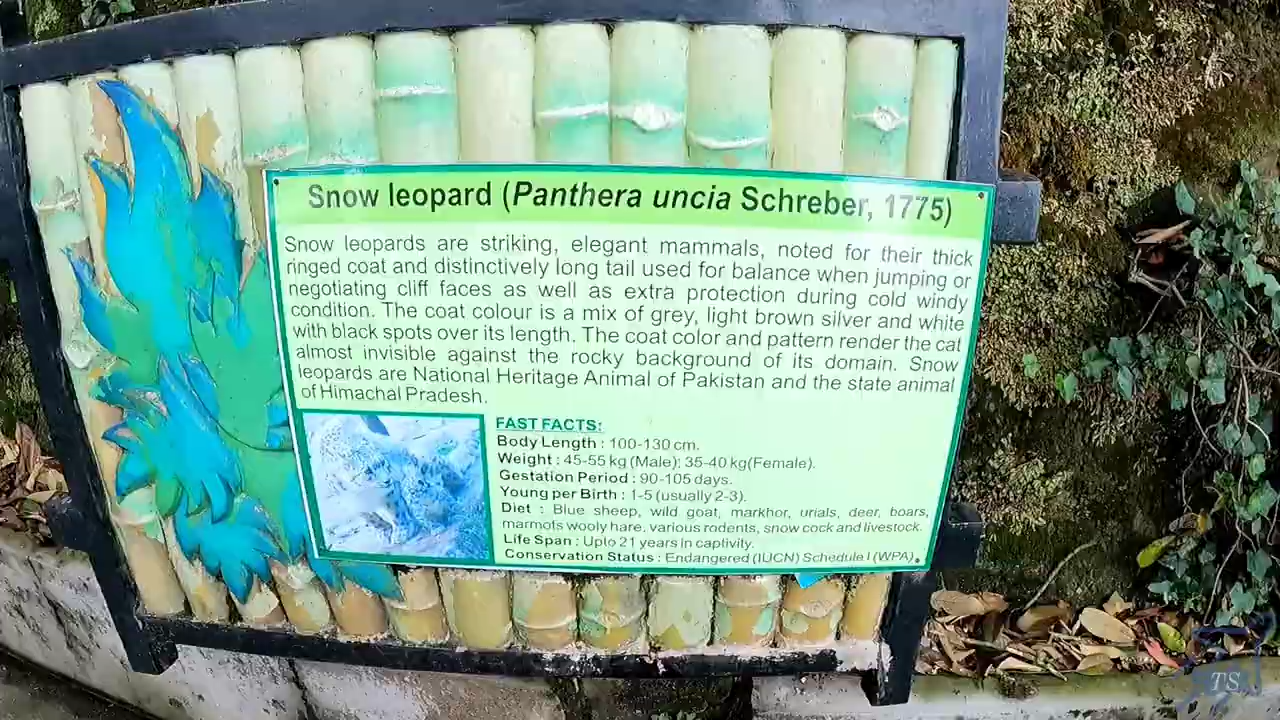 Snow leopard (Panthera uncia Schreber, 1775)
Snow leopards are striking, elegant mammals, noted for their thick
ringed coat and distinctively long tail used for balance when jumping or
negotiating cliff faces as well as extra protection during cold windy
condition. The coat colour is a mix of grey, light brown silver and white
with black spots over its length. The coat color and pattern render the cat
almost invisible against the rocky background of its domain. Snow
leopards are National Heritage Animal of Pakistan and the state animal
of Himachal Pradesh.
FAST FACTS:
Body Length : 100-130 cm.
Weight : 45-55 kg (Male); 35-40 kg(Female).
Gestation Period : 90-105 days.
Young per Birth : 1-5 (usually 2-3).
Diet : Blue sheep, wild goat, markhor, urials, deer, boars,
marmots wooly hare, various rodents, snow cock and livestock.
Life Span : Upto 21 years in captivity.
Conservation Status : Endangered (IUCN) Schedule I (WPA).
TS